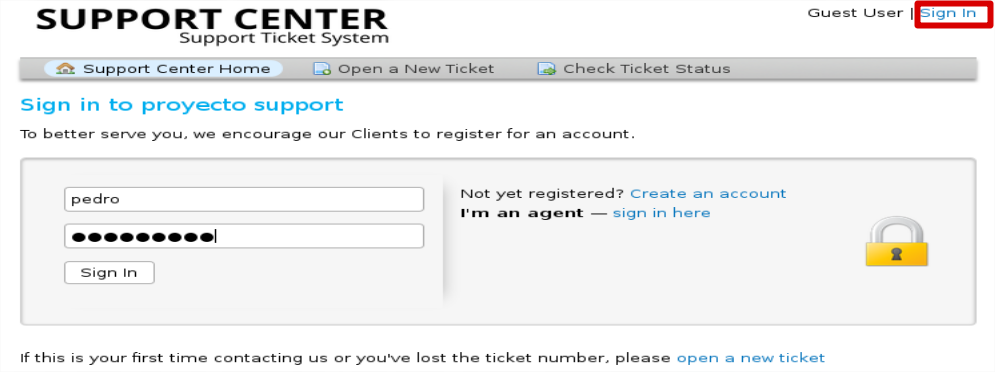 SUPPORT CENTER
Support Ticket System
Guest User | Sign In
Support Center Home
Open a New Ticket
Check Ticket Status
Sign in to proyecto support
To better serve you, we encourage our Clients to register for an account.
pedro
●●●●●●●●●
Sign In
Not yet registered? Create an account
I'm an agent — sign in here
If this is your first time contacting us or you've lost the ticket number, please open a new ticket